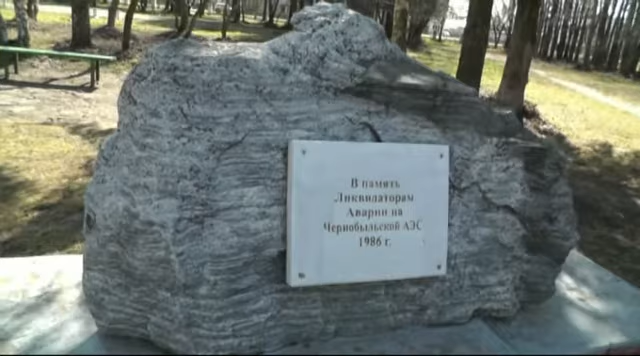 В память
Ликвидаторам
Аварии на
Чернобыльской АЭС
1986 г.